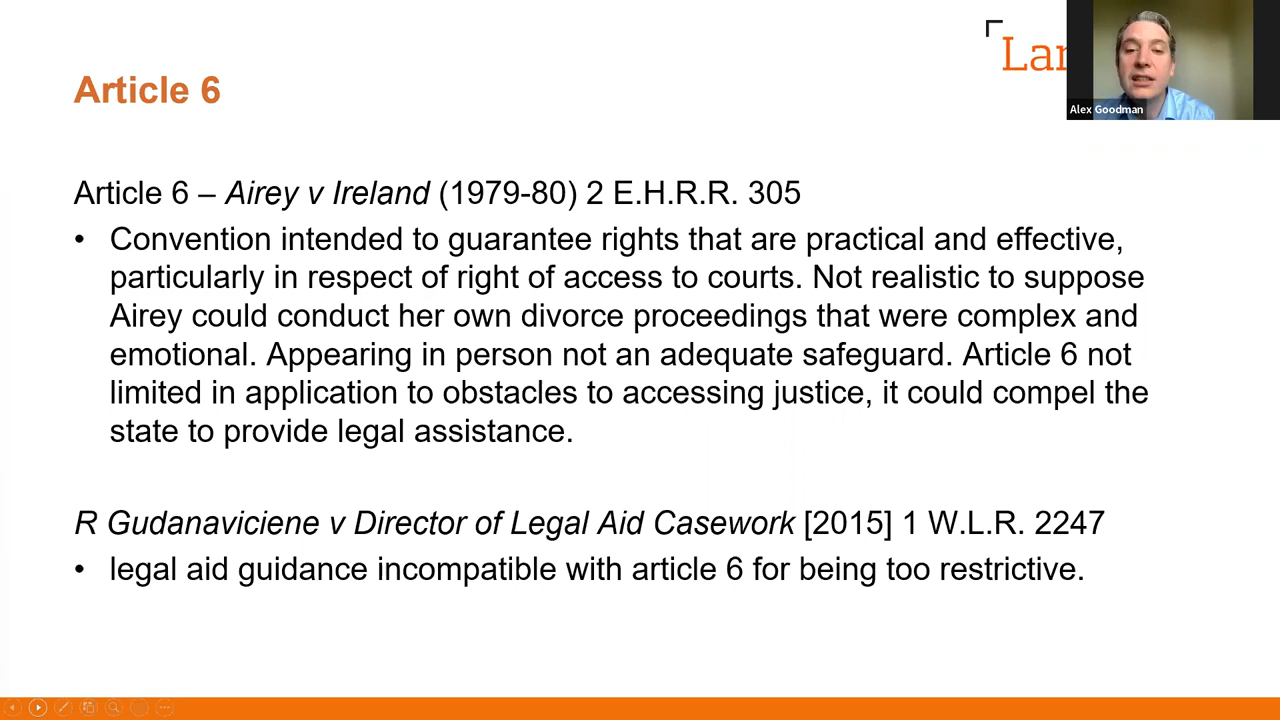 Lan
Alex Goodman
Article 6
Article 6 – Airey v Ireland (1979-80) 2 E.H.R.R. 305
• Convention intended to guarantee rights that are practical and effective,
particularly in respect of right of access to courts. Not realistic to suppose
Airey could conduct her own divorce proceedings that were complex and
emotional. Appearing in person not an adequate safeguard. Article 6 not
limited in application to obstacles to accessing justice, it could compel the
state to provide legal assistance.
R Gudanaviciene v Director of Legal Aid Casework [2015] 1 W.L.R. 2247
• legal aid guidance incompatible with article 6 for being too restrictive.